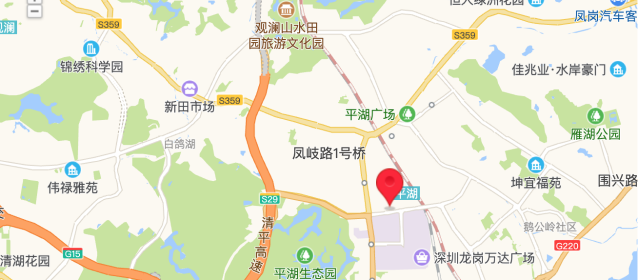 恒大绿洲花园
凤岗汽车客
观澜山水田
园旅游文化园
S359
观澜
S359
锦绣科学园
佳兆业·水岸豪门
新田市场
S359
平湖广场
雁湖公园
白鸽湖
凤岐路1号桥
伟禄雅苑
坤宜福苑
围兴路
平湖
S29
清平高速
鹅公岭社区
G15
G220
清湖花园
平湖生态园
深圳龙岗万达广场